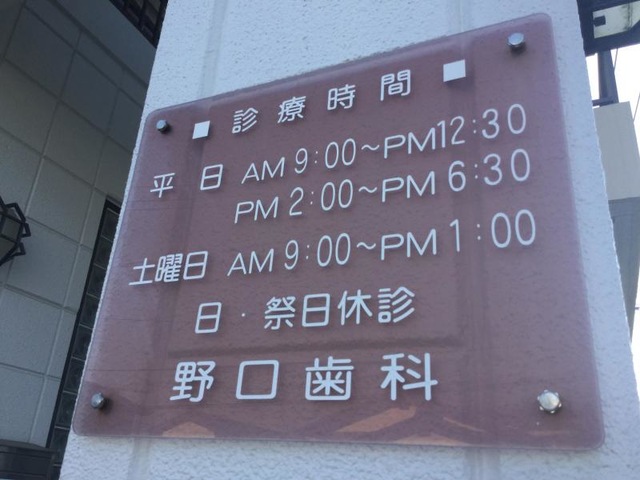 ■ 診療時間 ■
平日 AM 9:00～PM12:30
PM 2:00～PM 6:30
土曜日 AM 9:00～PM 1:00
日・祭日休診
野口歯科